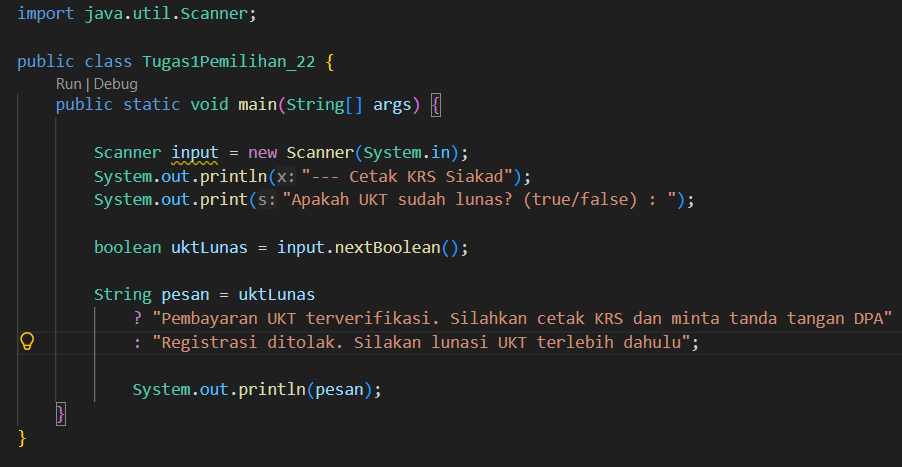 import java.util.Scanner;
public class Tugas1Pemilihan_22 {
Run | Debug
public static void main(String[] args) {
Scanner input = new Scanner(System.in);
System.out.println(x: "--- Cetak KRS Siakad");
System.out.print(s: "Apakah UKT sudah lunas? (true/false) : ");
boolean uktLunas = input.nextBoolean();
String pesan = uktLunas
? "Pembayaran UKT terverifikasi. Silahkan cetak KRS dan minta tanda tangan DPA"
: "Registrasi ditolak. Silakan lunasi UKT terlebih dahulu";
System.out.println(pesan);
}
}